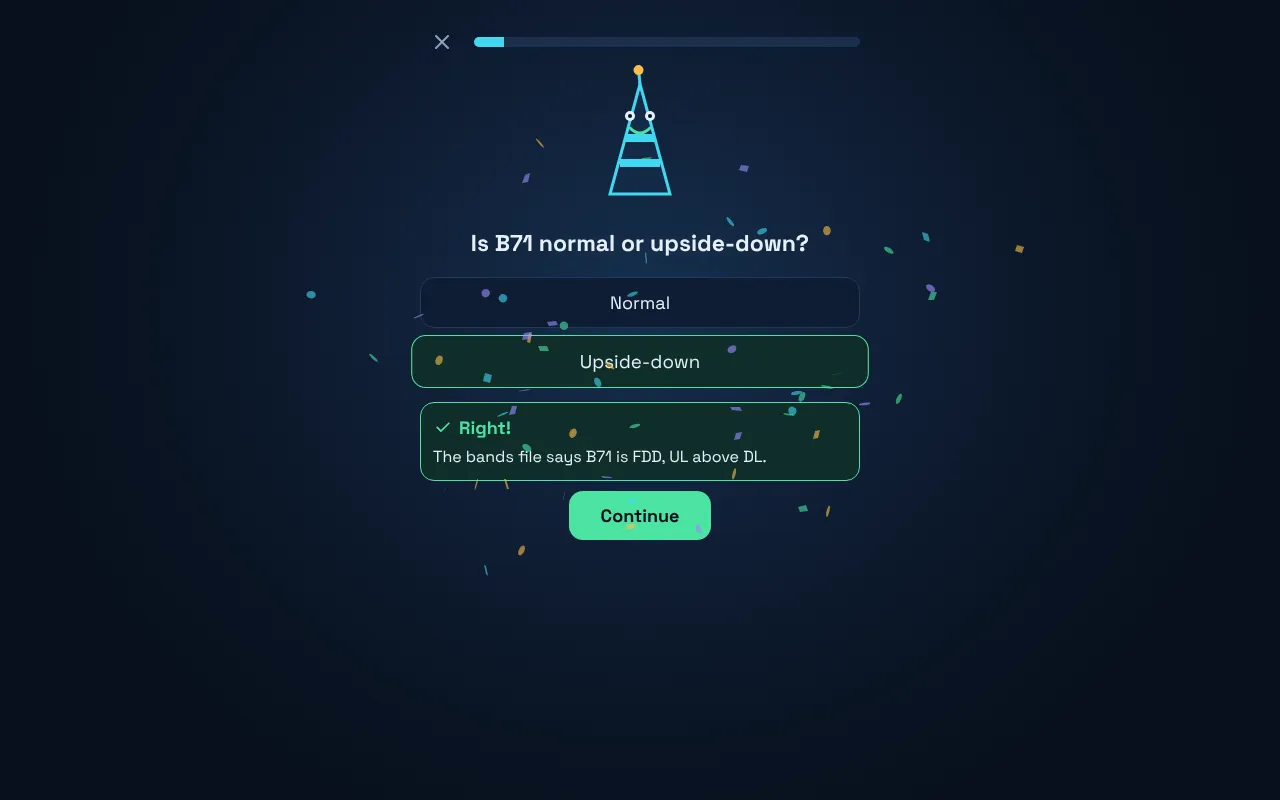 Is B71 normal or upside-down?
Normal
Upside-down
Right!
The bands file says B71 is FDD, UL above DL.
Continue